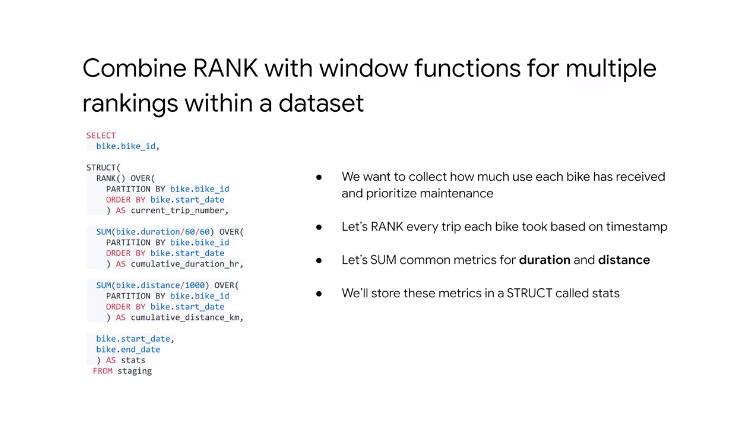 Combine RANK with window functions for multiple
rankings within a dataset
SELECT
bike.bike_id,
STRUCT(
RANK() OVER(
PARTITION BY bike.bike_id
ORDER BY bike.start_date
) AS current_trip_number,
SUM(bike.duration/60/60) OVER(
PARTITION BY bike.bike_id
ORDER BY bike.start_date
) AS cumulative_duration_hr,
SUM(bike.distance/1000) OVER(
PARTITION BY bike.bike_id
ORDER BY bike.start_date
) AS cumulative_distance_km,
bike.start_date,
bike.end_date
) AS stats
FROM staging
● We want to collect how much use each bike has received
and prioritize maintenance
● Let's RANK every trip each bike took based on timestamp
● Let's SUM common metrics for duration and distance
● We'll store these metrics in a STRUCT called stats